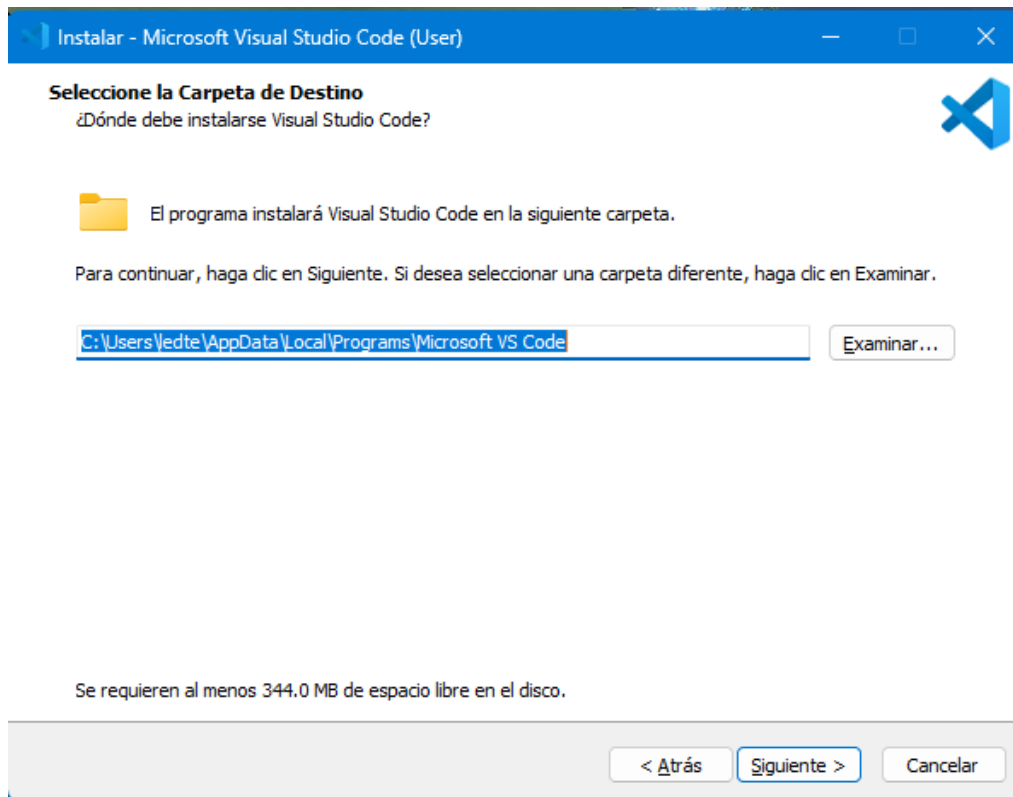 Instalar - Microsoft Visual Studio Code (User)
Seleccione la Carpeta de Destino
¿Dónde debe instalarse Visual Studio Code?
El programa instalará Visual Studio Code en la siguiente carpeta.
Para continuar, haga clic en Siguiente. Si desea seleccionar una carpeta diferente, haga clic en Examinar.
C:\Users\ledte\AppData\Local\Programs\Microsoft VS Code
Examinar...
Se requieren al menos 344.0 MB de espacio libre en el disco.
< Atrás Siguiente > Cancelar